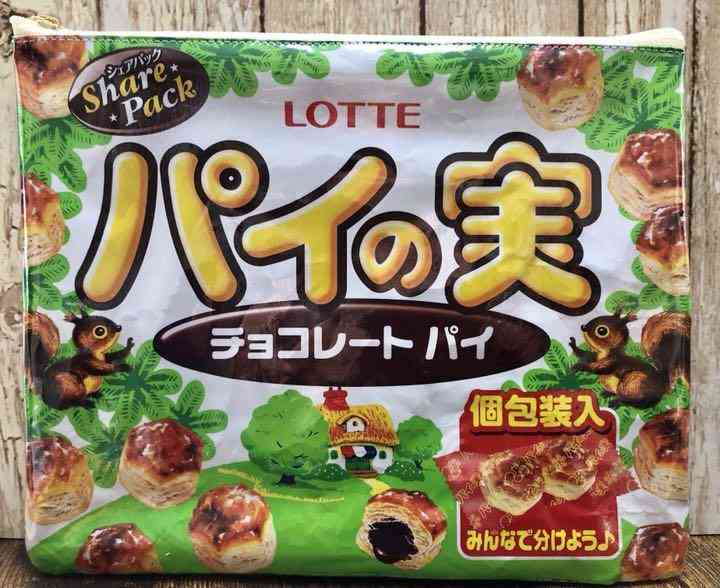 シェアパック
Share
Pack
LOTTE
パイの実
チョコレート パイ
個包装入
みんなで分けよう♪